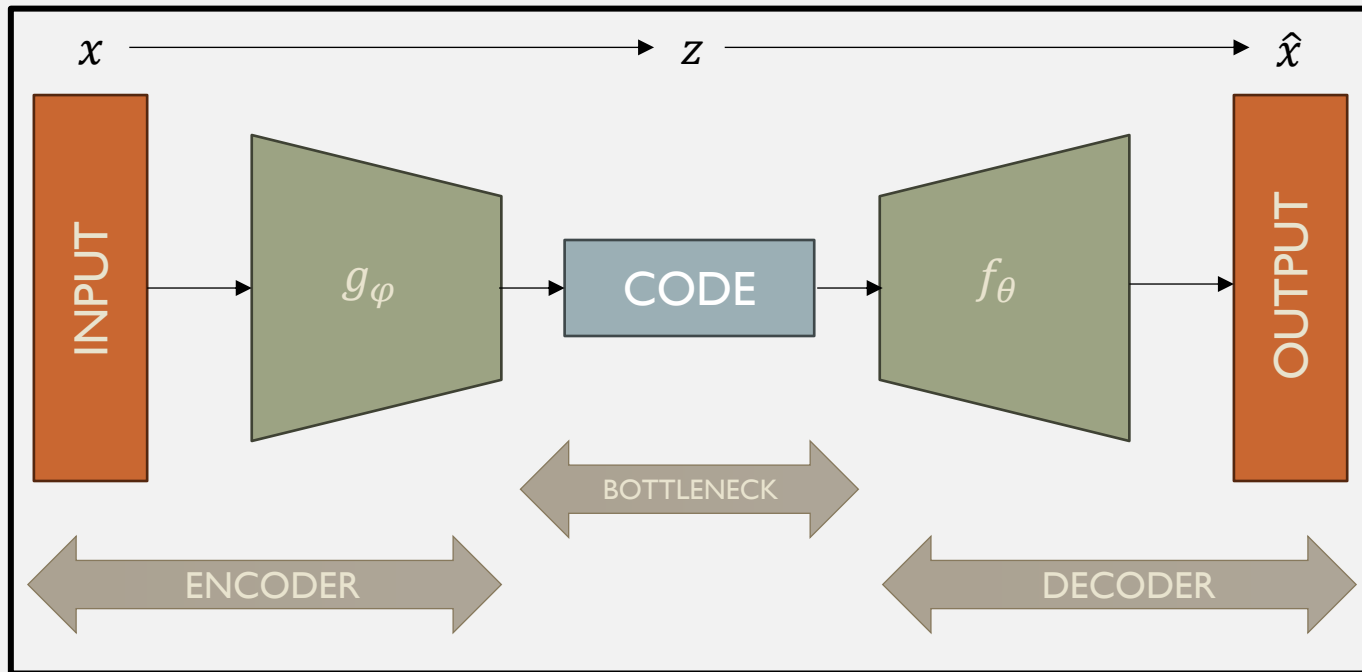 x z x̂
INPUT
g_φ
CODE
f_θ
OUTPUT
BOTTLENECK
ENCODER
DECODER